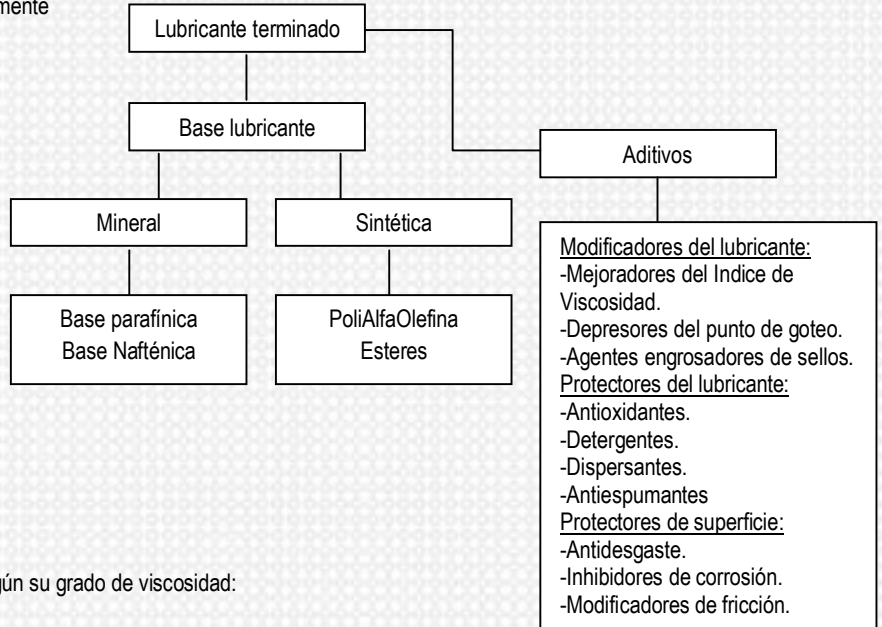 mente
Lubricante terminado
Base lubricante
Aditivos
Mineral
Sintética
Base parafínica
Base Nafténica
PoliAlfaOlefina
Esteres
Modificadores del lubricante:
-Mejoradores del Indice de
Viscosidad.
-Depresores del punto de goteo.
-Agentes engrosadores de sellos.
Protectores del lubricante:
-Antioxidantes.
-Detergentes.
-Dispersantes.
-Antiespumantes
Protectores de superficie:
-Antidesgaste.
-Inhibidores de corrosión.
-Modificadores de fricción.
gún su grado de viscosidad: